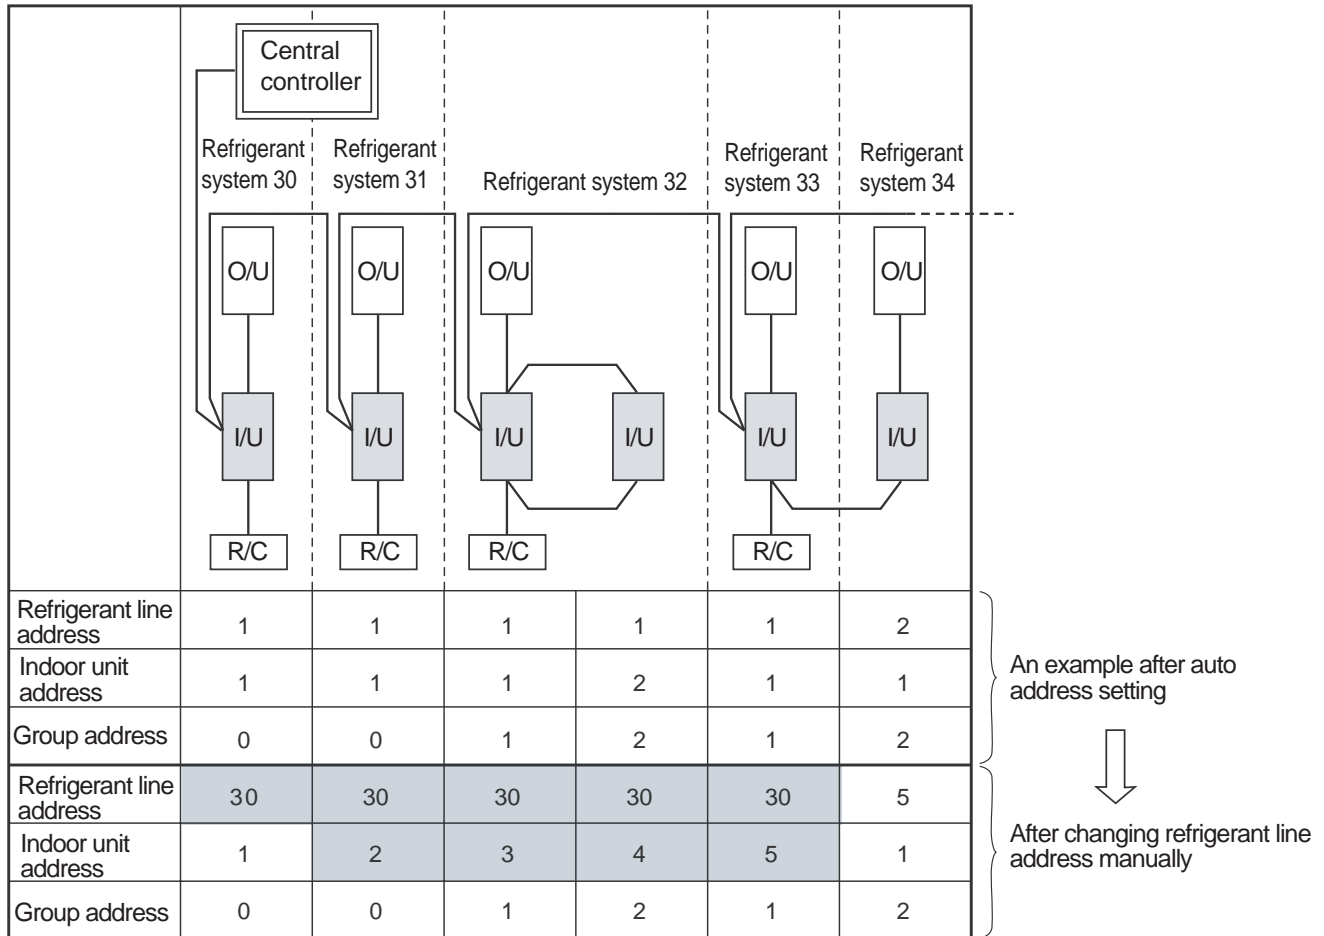 Central
controller
Refrigerant
system 30
Refrigerant
system 31
Refrigerant system 32
Refrigerant
system 33
Refrigerant
system 34
O/U O/U O/U O/U O/U
I/U I/U I/U I/U I/U I/U
R/C R/C R/C R/C
Refrigerant line
address
1 1 1 1 1 2
Indoor unit
address
1 1 1 2 1 1
Group address
0 0 1 2 1 2
An example after auto
address setting
Refrigerant line
address
30 30 30 30 30 5
Indoor unit
address
1 2 3 4 5 1
Group address
0 0 1 2 1 2
After changing refrigerant line
address manually